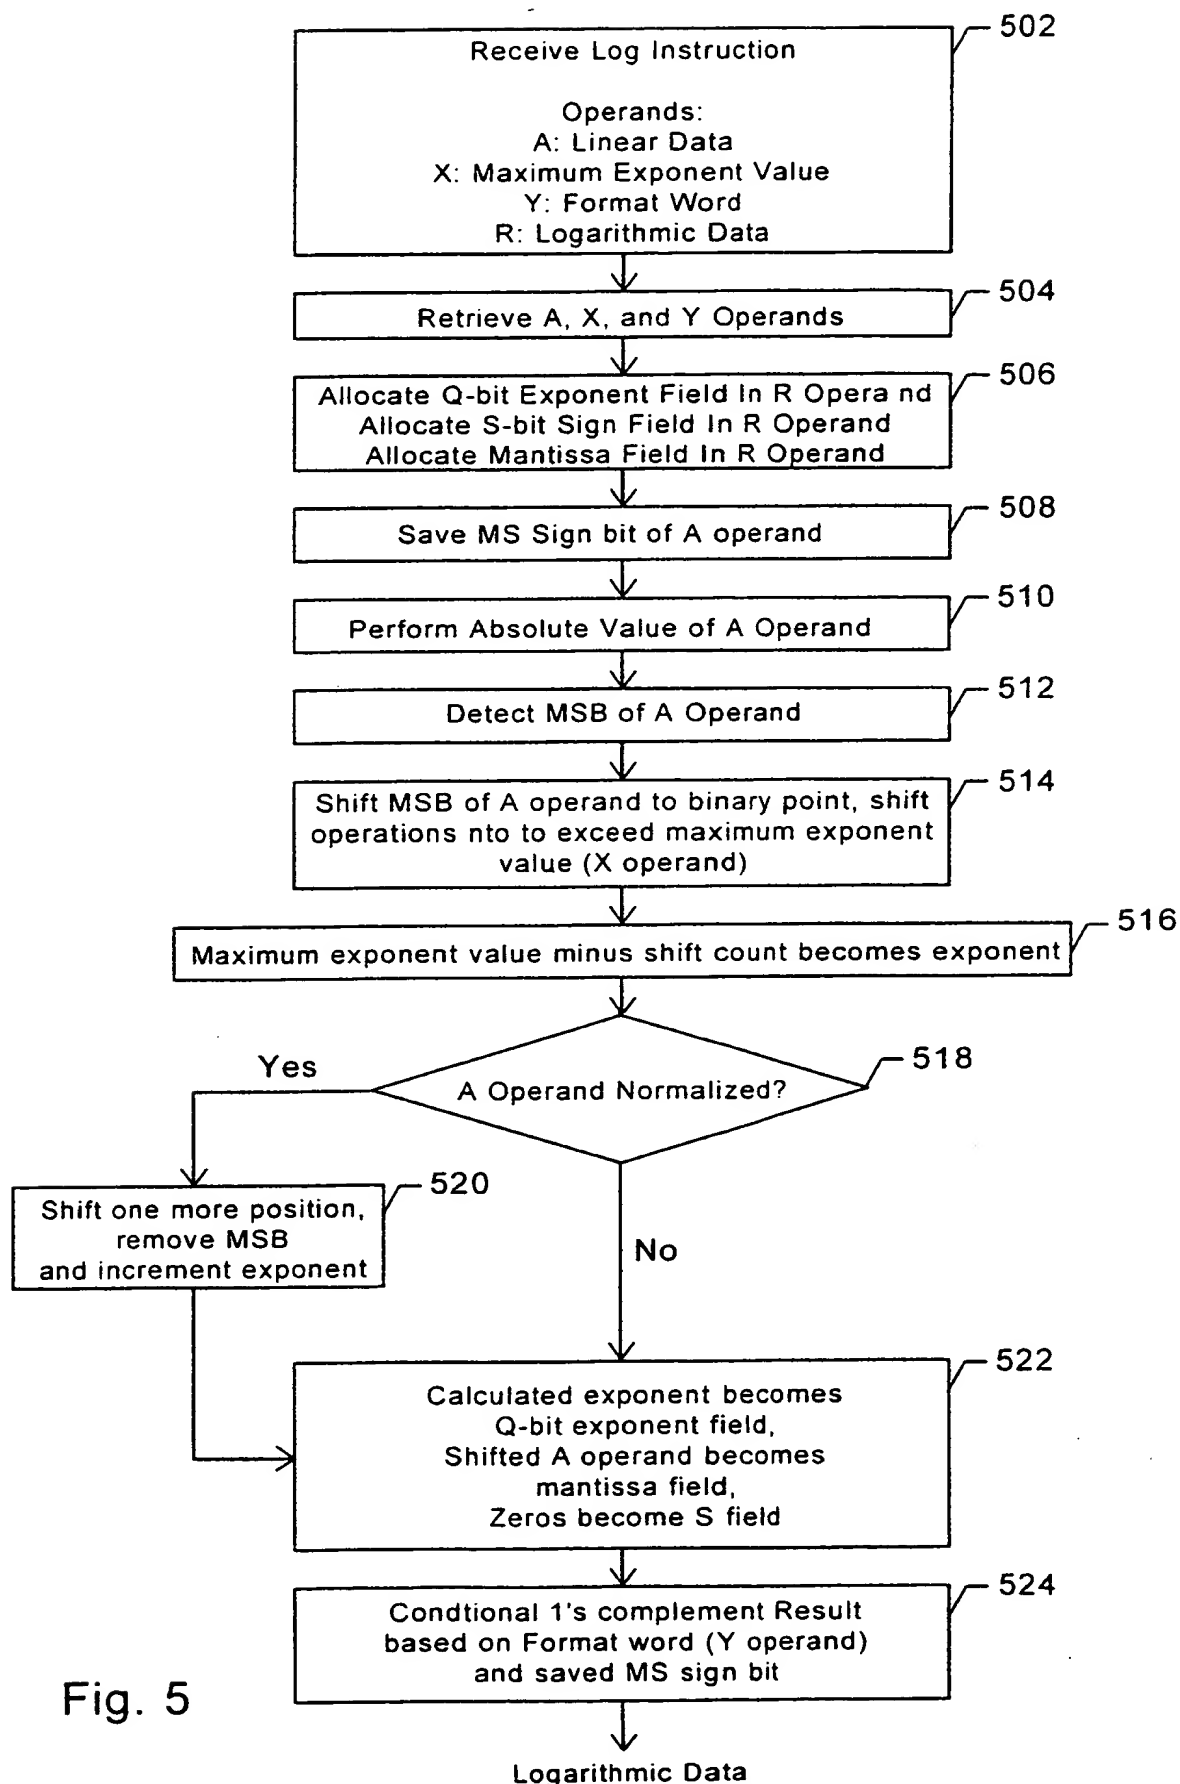 502
Receive Log Instruction
Operands:
A: Linear Data
X: Maximum Exponent Value
Y: Format Word
R: Logarithmic Data
504
Retrieve A, X, and Y Operands
506
Allocate Q-bit Exponent Field In R Opera nd
Allocate S-bit Sign Field In R Operand
Allocate Mantissa Field In R Operand
508
Save MS Sign bit of A operand
510
Perform Absolute Value of A Operand
512
Detect MSB of A Operand
514
Shift MSB of A operand to binary point, shift
operations nto to exceed maximum exponent
value (X operand)
516
Maximum exponent value minus shift count becomes exponent
518
A Operand Normalized?
Yes
520
Shift one more position,
remove MSB
and increment exponent
No
522
Calculated exponent becomes
Q-bit exponent field,
Shifted A operand becomes
mantissa field,
Zeros become S field
524
Condtional 1's complement Result
based on Format word (Y operand)
and saved MS sign bit
Fig. 5
Logarithmic Data